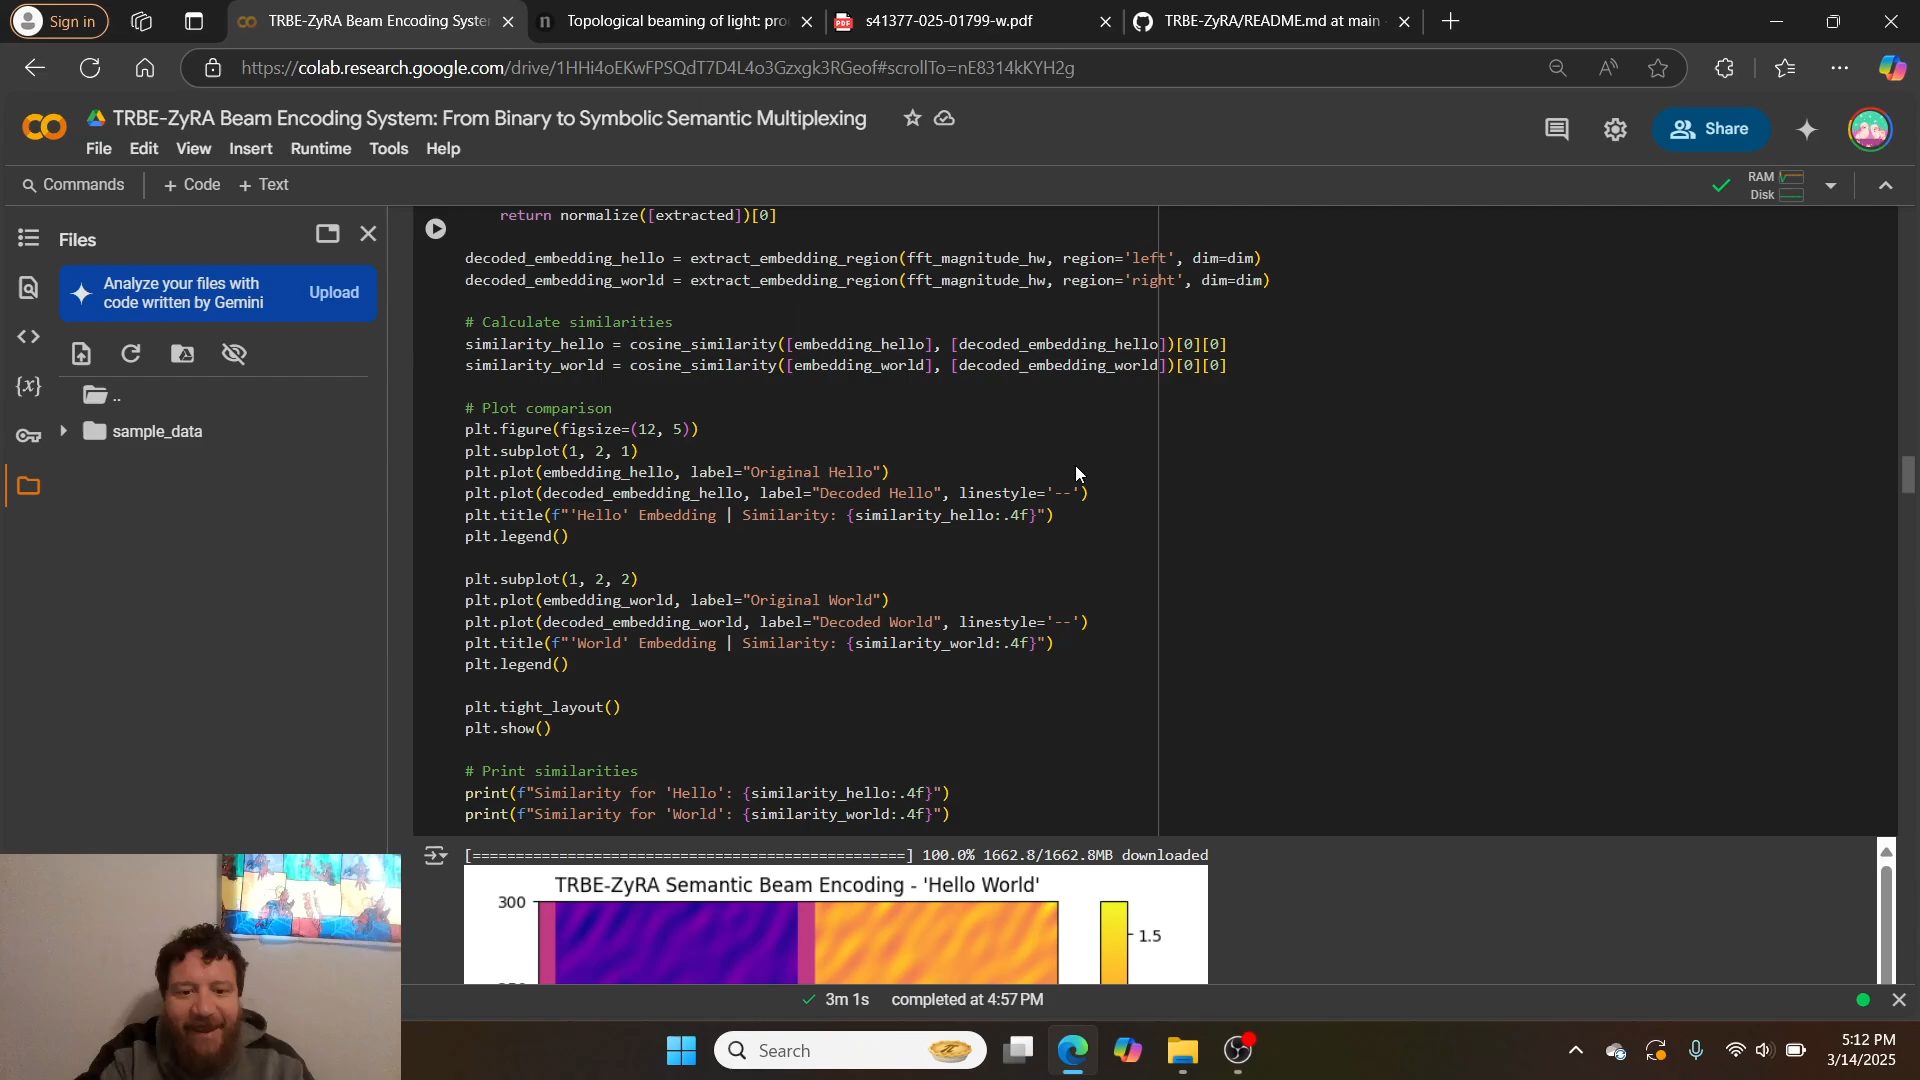 Sign in
TRBE-ZyRA Beam Encoding Syste
Topological beaming of light: pro
PDF
s41377-025-01799-w.pdf
TRBE-ZyRA/README.md at main
https://colab.research.google.com/drive/1HHi4oEKwFPSQdT7D4L4o3Gzxgk3RGeof#scrollTo=nE8314kKYH2g
TRBE-ZyRA Beam Encoding System: From Binary to Symbolic Semantic Multiplexing
File Edit View Insert Runtime Tools Help
Share
Commands
+ Code + Text
RAM
Disk
Files
Analyze your files with
code written by Gemini
Upload
..
sample_data
return normalize([extracted])[0]
decoded_embedding_hello = extract_embedding_region(fft_magnitude_hw, region='left', dim=dim)
decoded_embedding_world = extract_embedding_region(fft_magnitude_hw, region='right', dim=dim)
# Calculate similarities
similarity_hello = cosine_similarity([embedding_hello], [decoded_embedding_hello])[0][0]
similarity_world = cosine_similarity([embedding_world], [decoded_embedding_world])[0][0]
# Plot comparison
plt.figure(figsize=(12, 5))
plt.subplot(1, 2, 1)
plt.plot(embedding_hello, label="Original Hello")
plt.plot(decoded_embedding_hello, label="Decoded Hello", linestyle='--')
plt.title(f"'Hello' Embedding | Similarity: {similarity_hello:.4f}")
plt.legend()
plt.subplot(1, 2, 2)
plt.plot(embedding_world, label="Original World")
plt.plot(decoded_embedding_world, label="Decoded World", linestyle='--')
plt.title(f"'World' Embedding | Similarity: {similarity_world:.4f}")
plt.legend()
plt.tight_layout()
plt.show()
# Print similarities
print(f"Similarity for 'Hello': {similarity_hello:.4f}")
print(f"Similarity for 'World': {similarity_world:.4f}")
[==================================================] 100.0% 1662.8/1662.8MB downloaded
TRBE-ZyRA Semantic Beam Encoding - 'Hello World'
300
1.5
3m 1s completed at 4:57 PM
Search
5:12 PM
3/14/2025